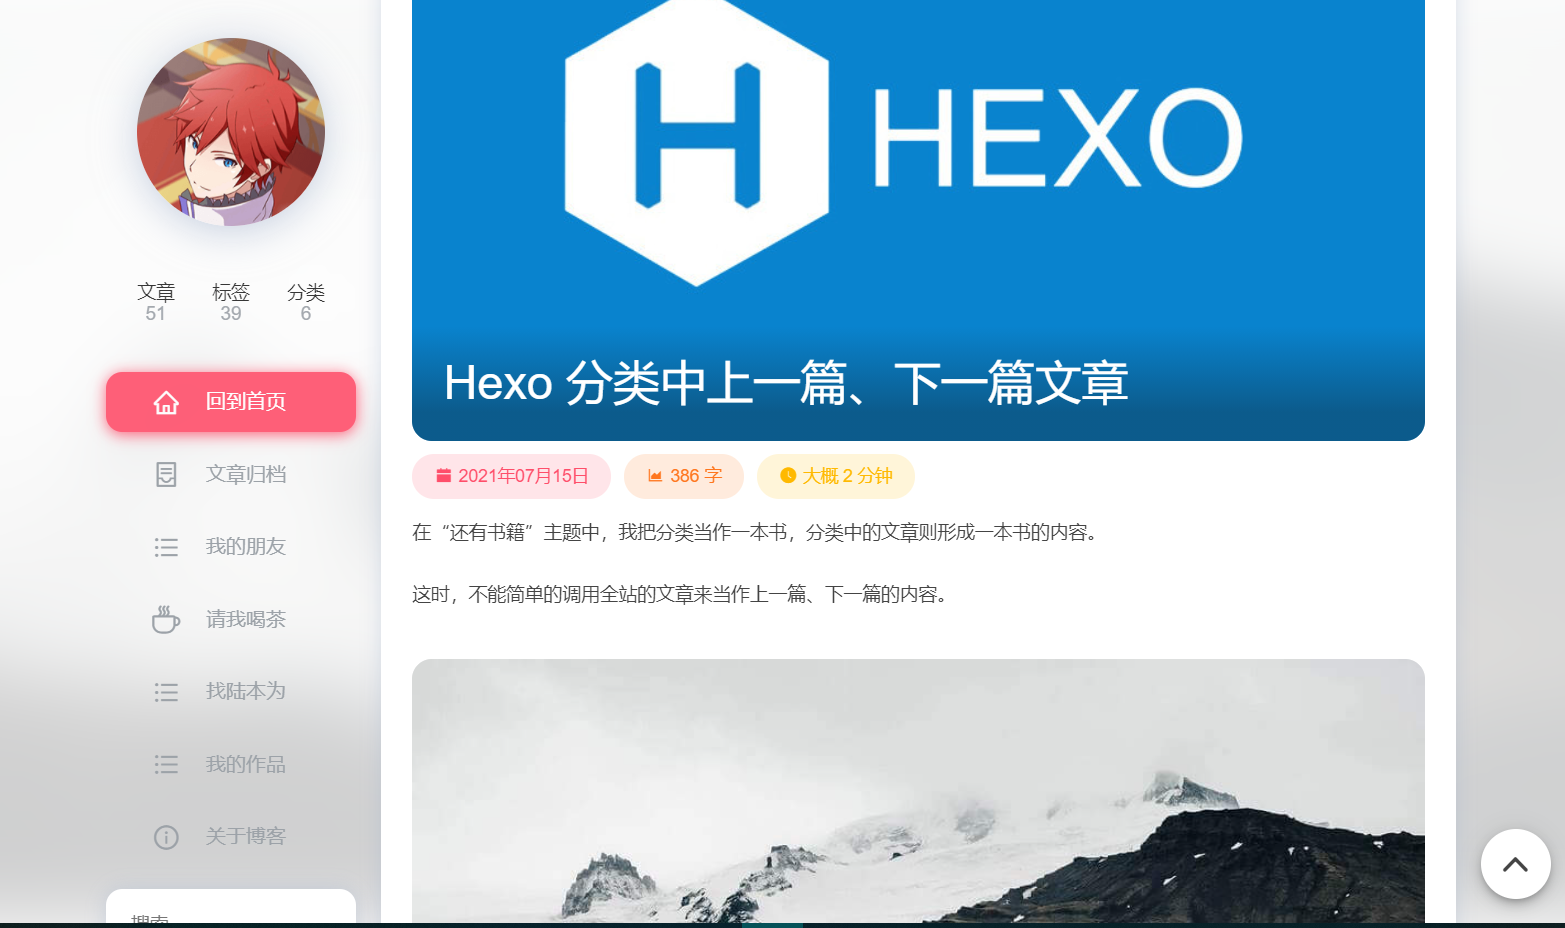 文章 标签 分类
51 39 6
回到首页
文章归档
我的朋友
请我喝茶
找陆本为
我的作品
关于博客
搜索
HEXO
Hexo 分类中上一篇、下一篇文章
2021年07月15日 386 字 大概 2 分钟
在“还有书籍”主题中，我把分类当作一本书，分类中的文章则形成一本书的内容。
这时，不能简单的调用全站的文章来当作上一篇、下一篇的内容。